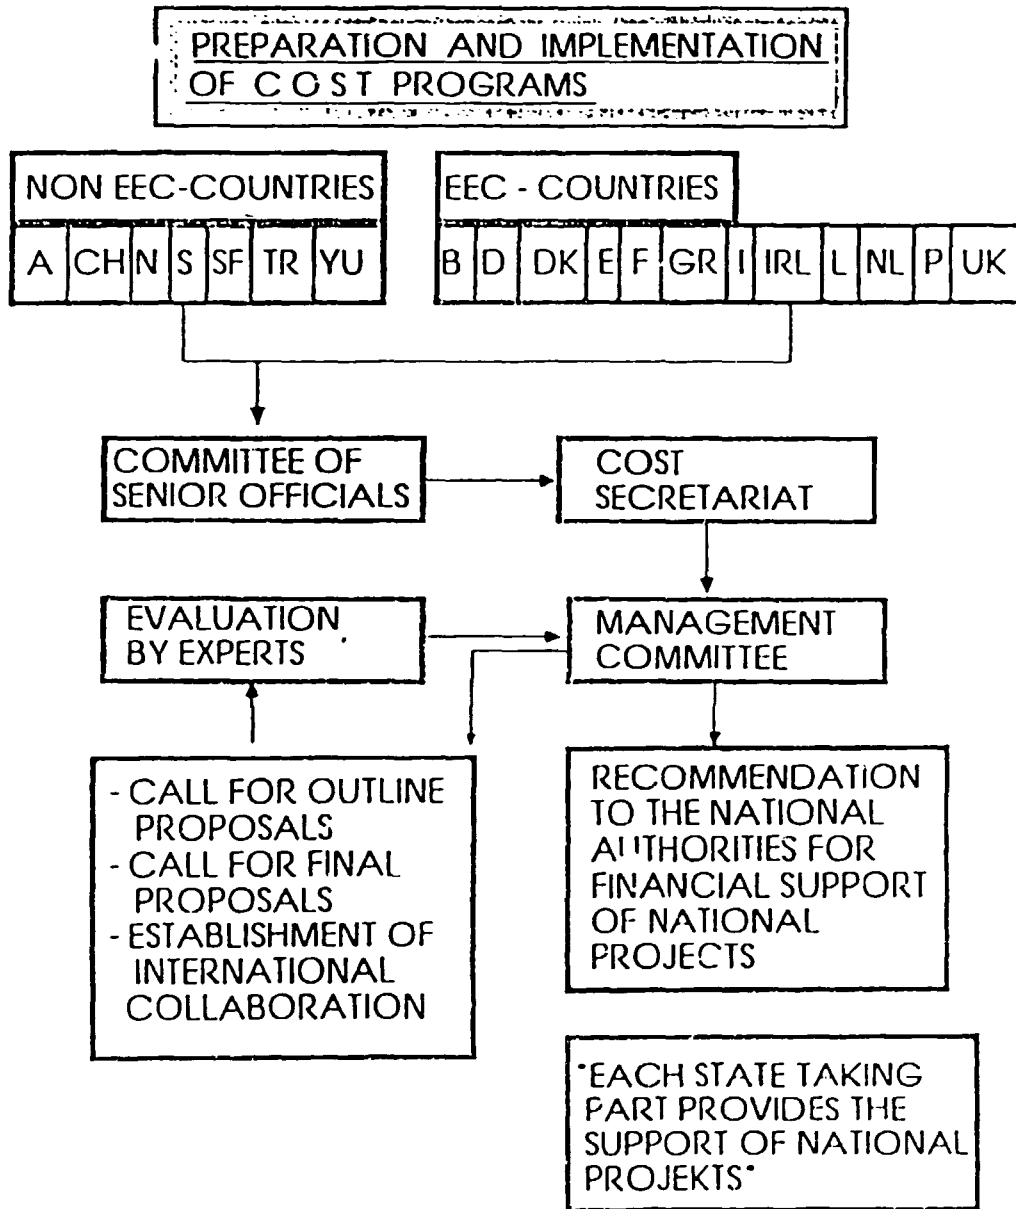 PREPARATION AND IMPLEMENTATION
OF COST PROGRAMS
NON EEC-COUNTRIES
A CH N S SF TR YU
EEC - COUNTRIES
B D DK E F GR I IRL L NL P UK
COMMITTEE OF
SENIOR OFFICIALS
COST
SECRETARIAT
EVALUATION
BY EXPERTS
MANAGEMENT
COMMITTEE
- CALL FOR OUTLINE
PROPOSALS
- CALL FOR FINAL
PROPOSALS
- ESTABLISHMENT OF
INTERNATIONAL
COLLABORATION
RECOMMENDATION
TO THE NATIONAL
AUTHORITIES FOR
FINANCIAL SUPPORT
OF NATIONAL
PROJECTS
"EACH STATE TAKING
PART PROVIDES THE
SUPPORT OF NATIONAL
PROJEKTS"